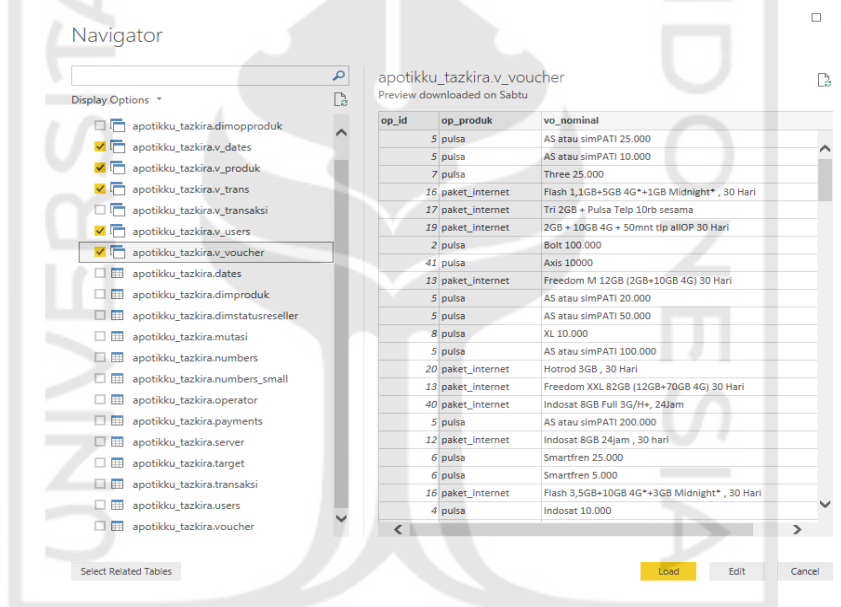 Navigator
Display Options
apotikku_tazkira.dimopproduk
apotikku_tazkira.v_dates
apotikku_tazkira.v_produk
apotikku_tazkira.v_trans
apotikku_tazkira.v_transaksi
apotikku_tazkira.v_users
apotikku_tazkira.v_voucher
apotikku_tazkira.dates
apotikku_tazkira.dimproduk
apotikku_tazkira.dimstatusreseller
apotikku_tazkira.mutasi
apotikku_tazkira.numbers
apotikku_tazkira.numbers_small
apotikku_tazkira.operator
apotikku_tazkira.payments
apotikku_tazkira.server
apotikku_tazkira.target
apotikku_tazkira.transaksi
apotikku_tazkira.users
apotikku_tazkira.voucher
Select Related Tables
apotikku_tazkira.v_voucher
Preview downloaded on Sabtu
op_id op_produk vo_nominal
5 pulsa AS atau simPATI 25.000
5 pulsa AS atau simPATI 10.000
7 pulsa Three 25.000
16 paket_internet Flash 1,1GB+5GB 4G*+1GB Midnight* , 30 Hari
17 paket_internet Tri 2GB + Pulsa Telp 10rb sesama
19 paket_internet 2GB + 10GB 4G + 50mnt tlp allOP 30 Hari
2 pulsa Bolt 100.000
41 pulsa Axis 10000
13 paket_internet Freedom M 12GB (2GB+10GB 4G) 30 Hari
5 pulsa AS atau simPATI 20.000
5 pulsa AS atau simPATI 50.000
8 pulsa XL 10.000
5 pulsa AS atau simPATI 100.000
20 paket_internet Hotrod 3GB , 30 Hari
13 paket_internet Freedom XXL 82GB (12GB+70GB 4G) 30 Hari
40 paket_internet Indosat 8GB Full 3G/H+, 24Jam
5 pulsa AS atau simPATI 200.000
12 paket_internet Indosat 8GB 24jam , 30 hari
6 pulsa Smartfren 25.000
6 pulsa Smartfren 5.000
16 paket_internet Flash 3,5GB+10GB 4G*+3GB Midnight* , 30 Hari
4 pulsa Indosat 10.000
Load Edit Cancel